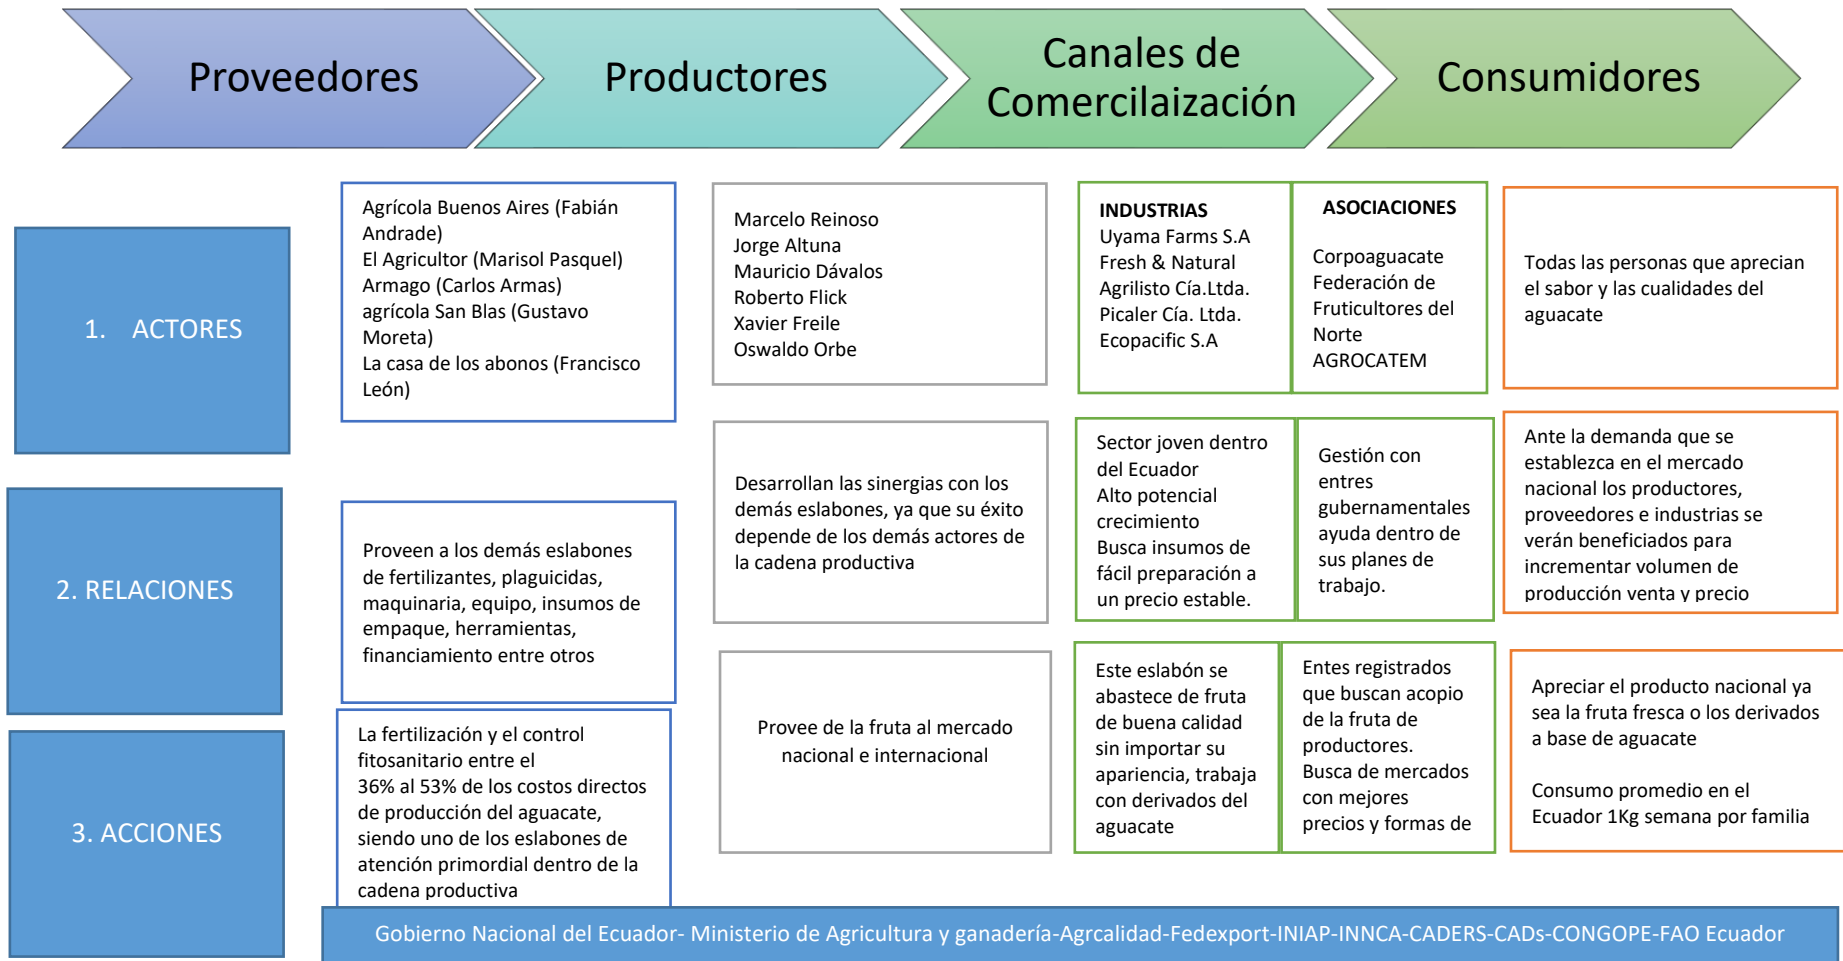 Proveedores
Productores
Canales de
Comercilaización
Consumidores
1. ACTORES
Agrícola Buenos Aires (Fabián
Andrade)
El Agricultor (Marisol Pasquel)
Armago (Carlos Armas)
agrícola San Blas (Gustavo
Moreta)
La casa de los abonos (Francisco
León)
Marcelo Reinoso
Jorge Altuna
Mauricio Dávalos
Roberto Flick
Xavier Freile
Oswaldo Orbe
INDUSTRIAS
Uyama Farms S.A
Fresh & Natural
Agrilisto Cía.Ltda.
Picaler Cía. Ltda.
Ecopacific S.A
ASOCIACIONES
Corpoaguacate
Federación de
Fruticultores del
Norte
AGROCATEM
Todas las personas que aprecian
el sabor y las cualidades del
aguacate
2. RELACIONES
Proveen a los demás eslabones
de fertilizantes, plaguicidas,
maquinaria, equipo, insumos de
empaque, herramientas,
financiamiento entre otros
Desarrollan las sinergias con los
demás eslabones, ya que su éxito
depende de los demás actores de
la cadena productiva
Sector joven dentro
del Ecuador
Alto potencial
crecimiento
Busca insumos de
fácil preparación a
un precio estable.
Gestión con
entres
gubernamentales
ayuda dentro de
sus planes de
trabajo.
Ante la demanda que se
establezca en el mercado
nacional los productores,
proveedores e industrias se
verán beneficiados para
incrementar volumen de
producción venta y precio
3. ACCIONES
La fertilización y el control
fitosanitario entre el
36% al 53% de los costos directos
de producción del aguacate,
siendo uno de los eslabones de
atención primordial dentro de la
cadena productiva
Provee de la fruta al mercado
nacional e internacional
Este eslabón se
abastece de fruta
de buena calidad
sin importar su
apariencia, trabaja
con derivados del
aguacate
Entes registrados
que buscan acopio
de la fruta de
productores.
Busca de mercados
con mejores
precios y formas de
Apreciar el producto nacional ya
sea la fruta fresca o los derivados
a base de aguacate
Consumo promedio en el
Ecuador 1Kg semana por familia
Gobierno Nacional del Ecuador- Ministerio de Agricultura y ganadería-Agrcalidad-Fedexport-INIAP-INNCA-CADERS-CADs-CONGOPE-FAO Ecuador